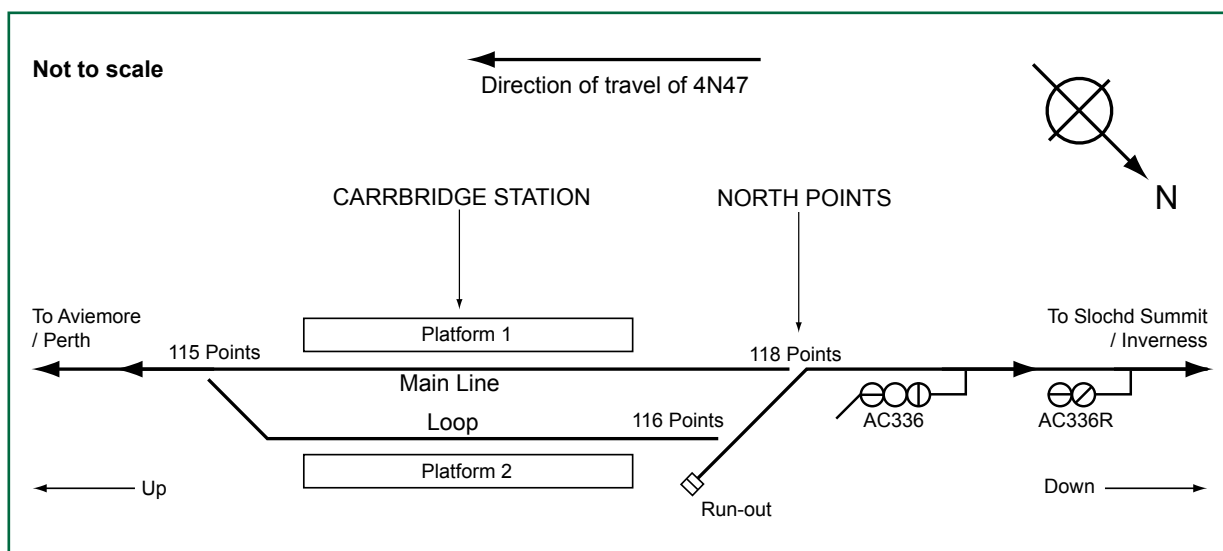 Not to scale
Direction of travel of 4N47
N
CARRBRIDGE STATION
NORTH POINTS
To Aviemore
/ Perth
To Slochd Summit
/ Inverness
Platform 1
115 Points
118 Points
Main Line
AC336
AC336R
Loop
116 Points
Platform 2
Up
Run-out
Down